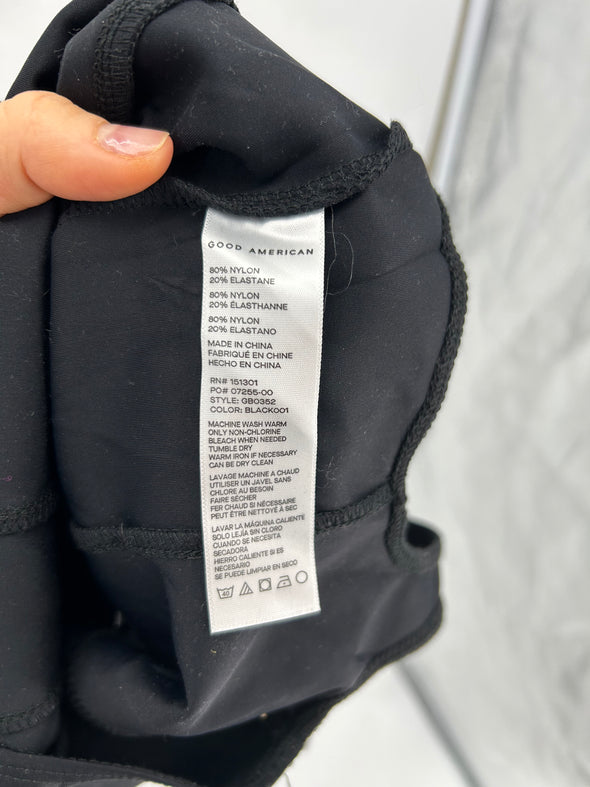 GOOD AMERICAN
80% NYLON
20% ELASTANE
80% NYLON
20% ÉLASTHANNE
80% NYLON
20% ELASTANO
MADE IN CHINA
FABRIQUÉ EN CHINE
HECHO EN CHINA
RN# 151301
PO# 07255-00
STYLE: GB0352
COLOR: BLACK001
MACHINE WASH WARM
ONLY NON-CHLORINE
BLEACH WHEN NEEDED
TUMBLE DRY
WARM IRON IF NECESSARY
CAN BE DRY CLEAN
LAVAGE MACHINE A CHAUD
UTILISER UN JAVEL SANS
CHLORE AU BESOIN
FAIRE SÉCHER
FER CHAUD SI NÉCESSAIRE
PEUT ÊTRE NETTOYÉ À SEC
LAVAR LA MÁQUINA CALIENTE
SOLO LEJÍA SIN CLORO
CUANDO SE NECESITA
SECADORA
HIERRO CALIENTE SI ES
NECESARIO
SE PUEDE LIMPIAR EN SECO
40